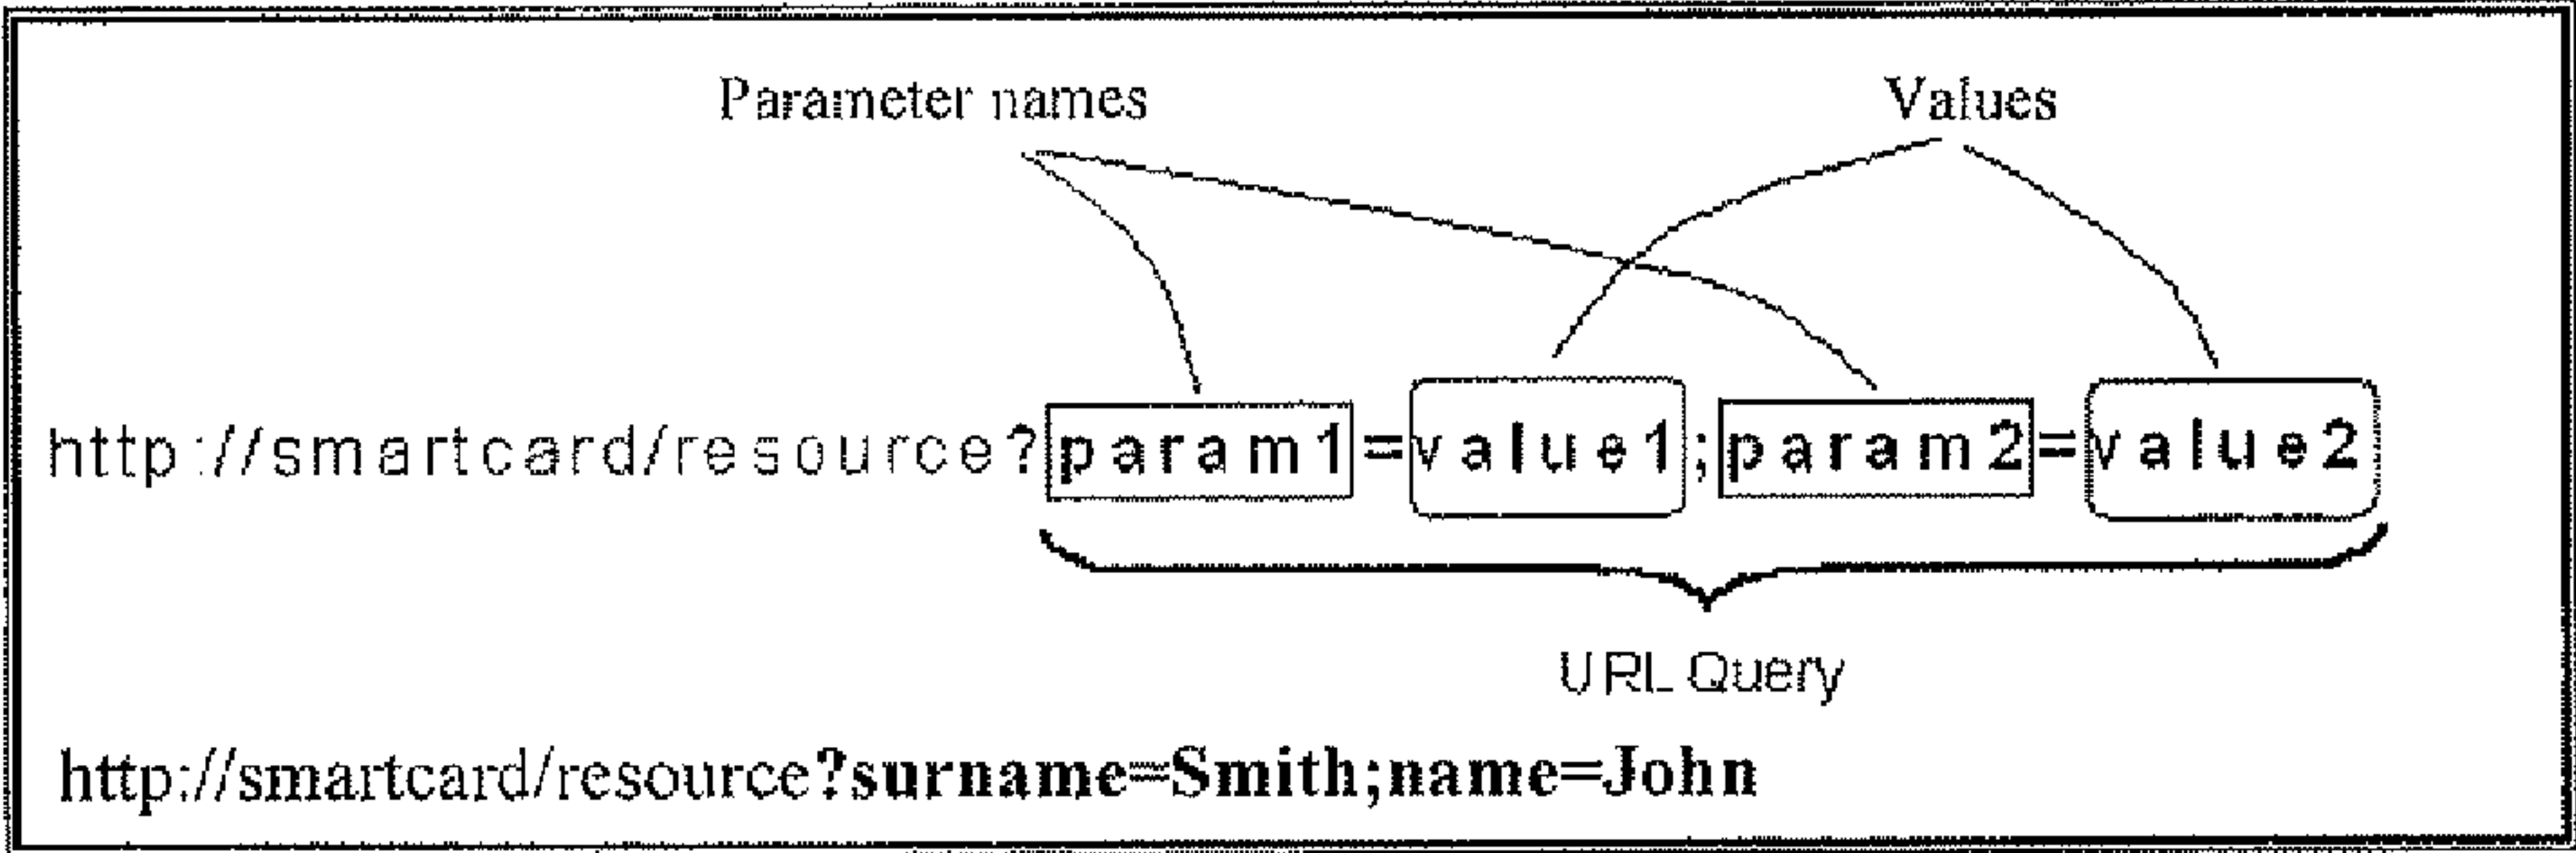 Parameter names Values
http://smartcard/resource?param1=value1;param2=value2
URL Query
http://smartcard/resource?surname=Smith;name=John